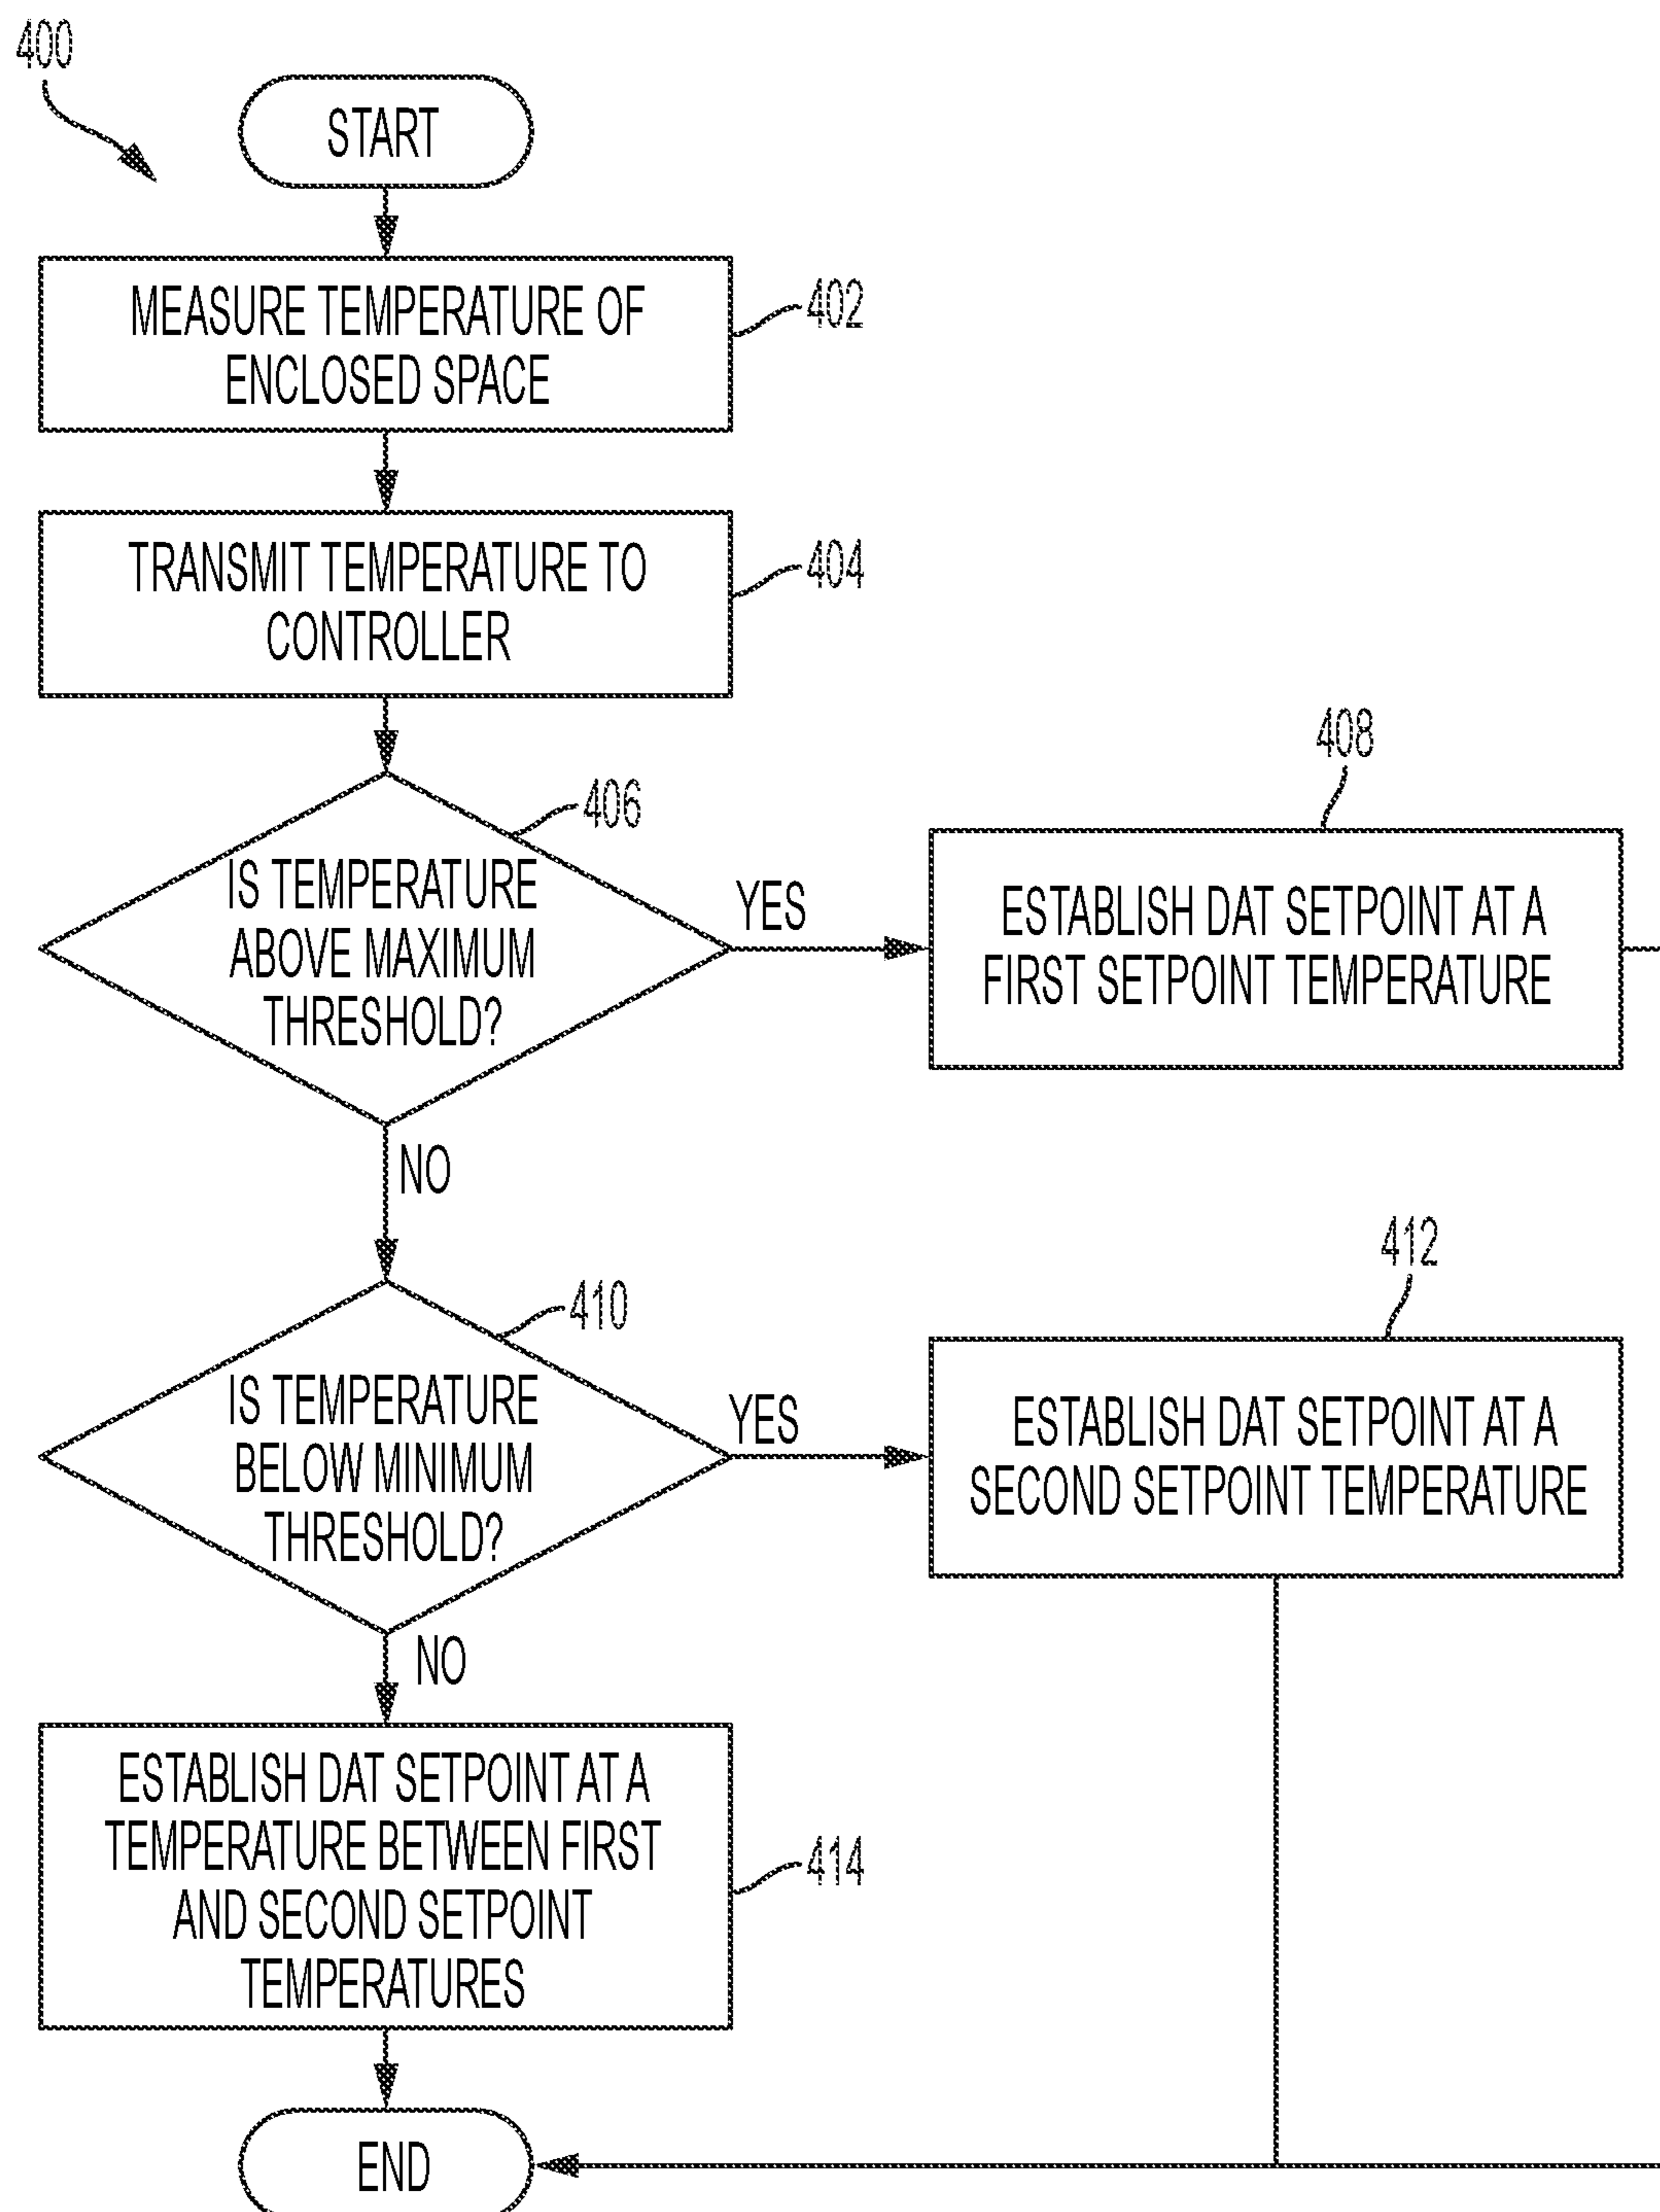 400
START
MEASURE TEMPERATURE OF
ENCLOSED SPACE
402
TRANSMIT TEMPERATURE TO
CONTROLLER
404
406
IS TEMPERATURE
ABOVE MAXIMUM
THRESHOLD?
YES
408
ESTABLISH DAT SETPOINT AT A
FIRST SETPOINT TEMPERATURE
NO
410
IS TEMPERATURE
BELOW MINIMUM
THRESHOLD?
YES
412
ESTABLISH DAT SETPOINT AT A
SECOND SETPOINT TEMPERATURE
NO
ESTABLISH DAT SETPOINT AT A
TEMPERATURE BETWEEN FIRST
AND SECOND SETPOINT
TEMPERATURES
414
END